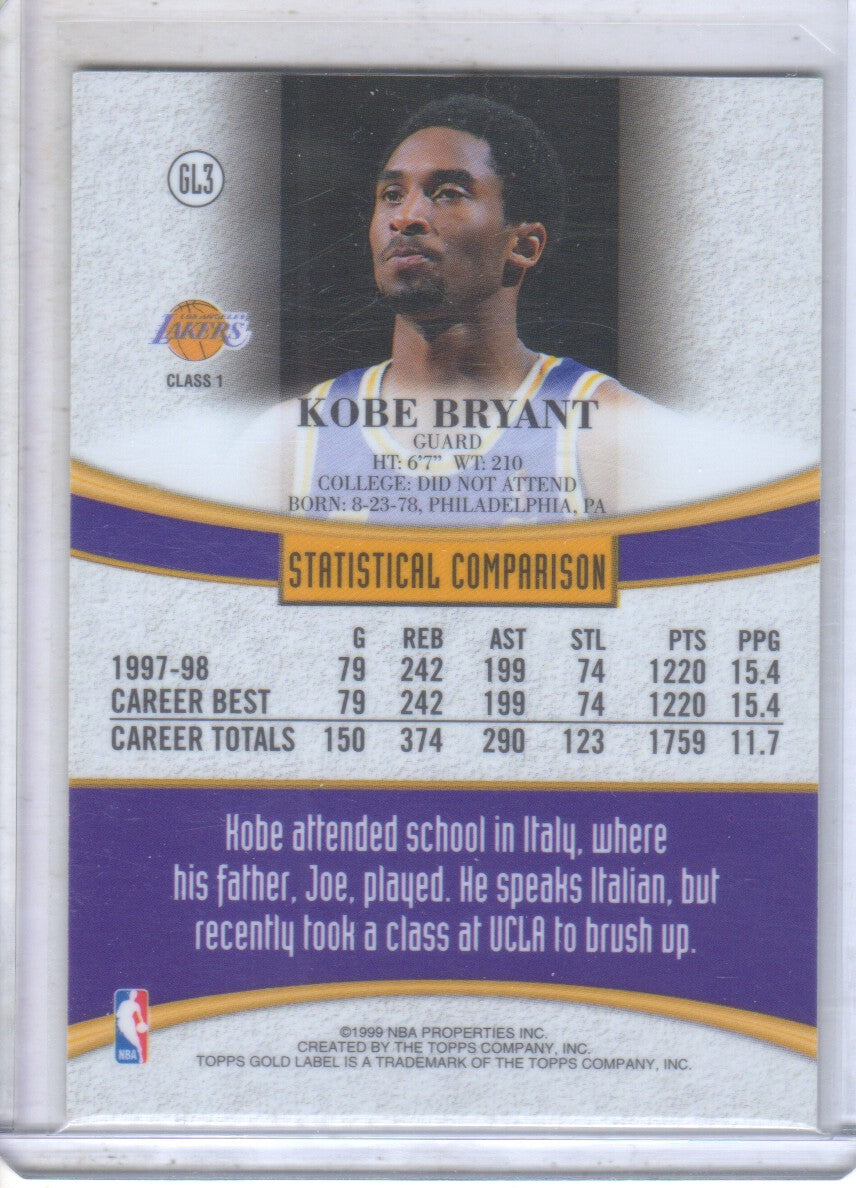 GL3
LOS ANGELES
LAKERS
CLASS 1
KOBE BRYANT
GUARD
HT: 6'7" WT: 210
COLLEGE: DID NOT ATTEND
BORN: 8-23-78, PHILADELPHIA, PA
STATISTICAL COMPARISON
G REB AST STL PTS PPG
1997-98 79 242 199 74 1220 15.4
CAREER BEST 79 242 199 74 1220 15.4
CAREER TOTALS 150 374 290 123 1759 11.7
Kobe attended school in Italy, where
his father, Joe, played. He speaks Italian, but
recently took a class at UCLA to brush up.
NBA
©1999 NBA PROPERTIES INC.
CREATED BY THE TOPPS COMPANY, INC.
TOPPS GOLD LABEL IS A TRADEMARK OF THE TOPPS COMPANY, INC.